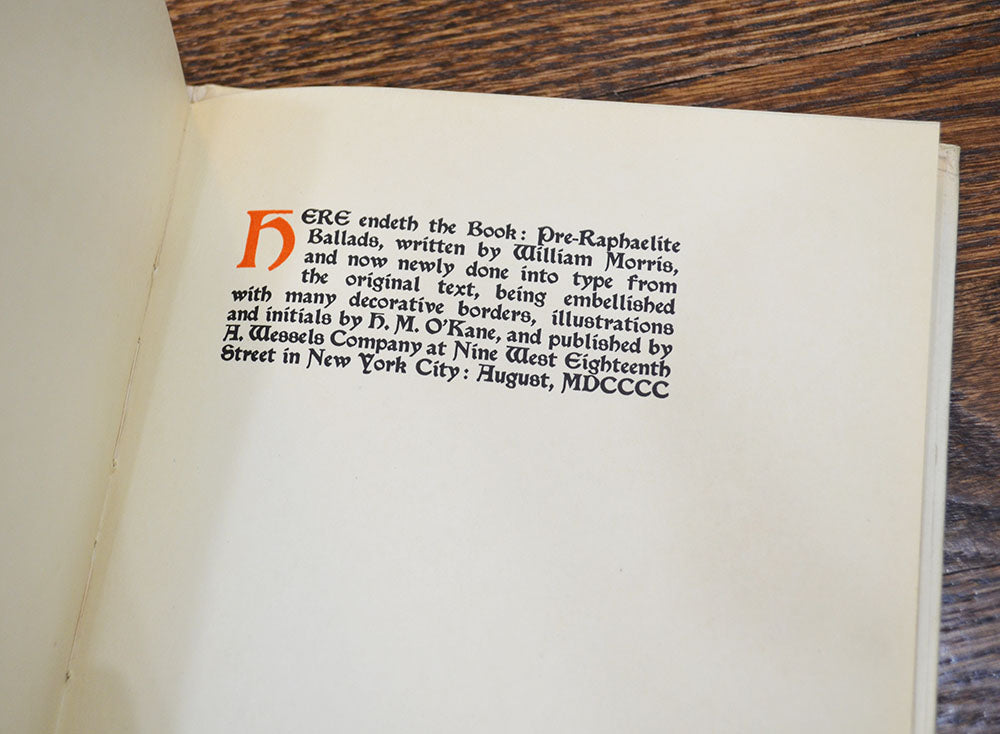 HERE endeth the Book: Pre-Raphaelite
Ballads, written by William Morris,
and now newly done into type from
the original text, being embellished
with many decorative borders, illustrations
and initials by H. M. O'Kane, and published by
A. Wessels Company at Nine West Eighteenth
Street in New York City: August, MDCCCC